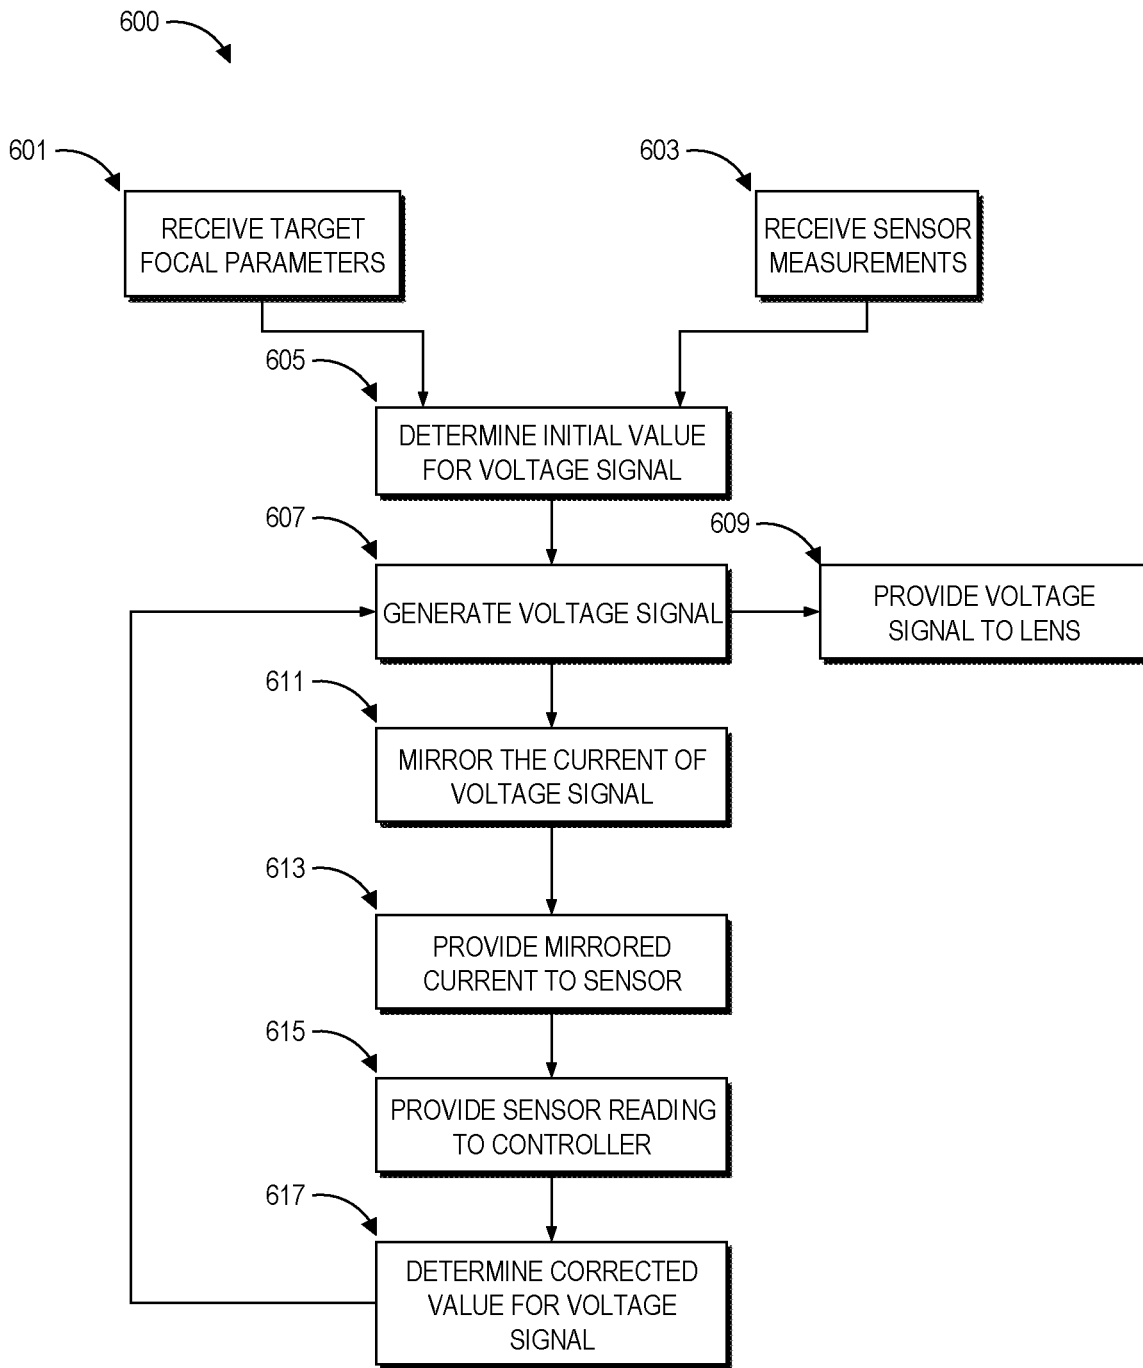 600
601
603
RECEIVE TARGET
FOCAL PARAMETERS
RECEIVE SENSOR
MEASUREMENTS
605
DETERMINE INITIAL VALUE
FOR VOLTAGE SIGNAL
607
609
GENERATE VOLTAGE SIGNAL
PROVIDE VOLTAGE
SIGNAL TO LENS
611
MIRROR THE CURRENT OF
VOLTAGE SIGNAL
613
PROVIDE MIRRORED
CURRENT TO SENSOR
615
PROVIDE SENSOR READING
TO CONTROLLER
617
DETERMINE CORRECTED
VALUE FOR VOLTAGE
SIGNAL